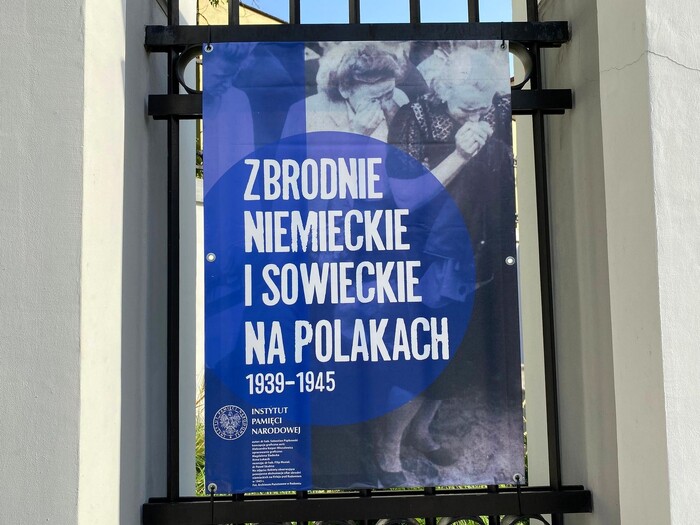 ZBRODNIE
NIEMIECKIE
I SOWIECKIE
NA POLAKACH
1939–1945
INSTYTUT
PAMIĘCI
NARODOWEJ